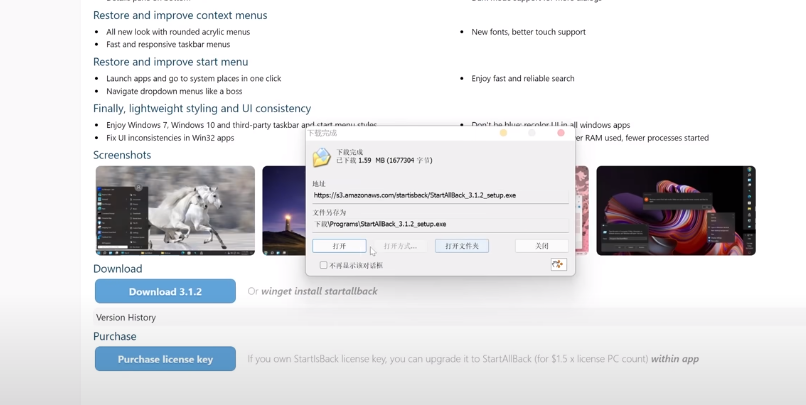 Restore and improve context menus
All new look with rounded acrylic menus
New fonts, better touch support
Fast and responsive taskbar menus
Restore and improve start menu
Launch apps and go to system places in one click
Enjoy fast and reliable search
Navigate dropdown menus like a boss
Finally, lightweight styling and UI consistency
Enjoy Windows 7, Windows 10 and third-party taskbar and start menu styles
Don't be blue: recolor UI in all windows apps
Fix UI inconsistencies in Win32 apps
er RAM used, fewer processes started
Screenshots
下载完成
下载完成
已下载 1.59 MB (1677304 字节)
地址
https://s3.amazonaws.com/startisback/StartAllBack_3.1.2_setup.exe
文件另存为
下载\Programs\StartAllBack_3.1.2_setup.exe
打开
打开方式...
打开文件夹
关闭
不再显示该对话框
Download
Download 3.1.2
Or winget install startallback
Version History
Purchase
Purchase license key
If you own StartIsBack license key, you can upgrade it to StartAllBack (for $1.5 x license PC count) within app